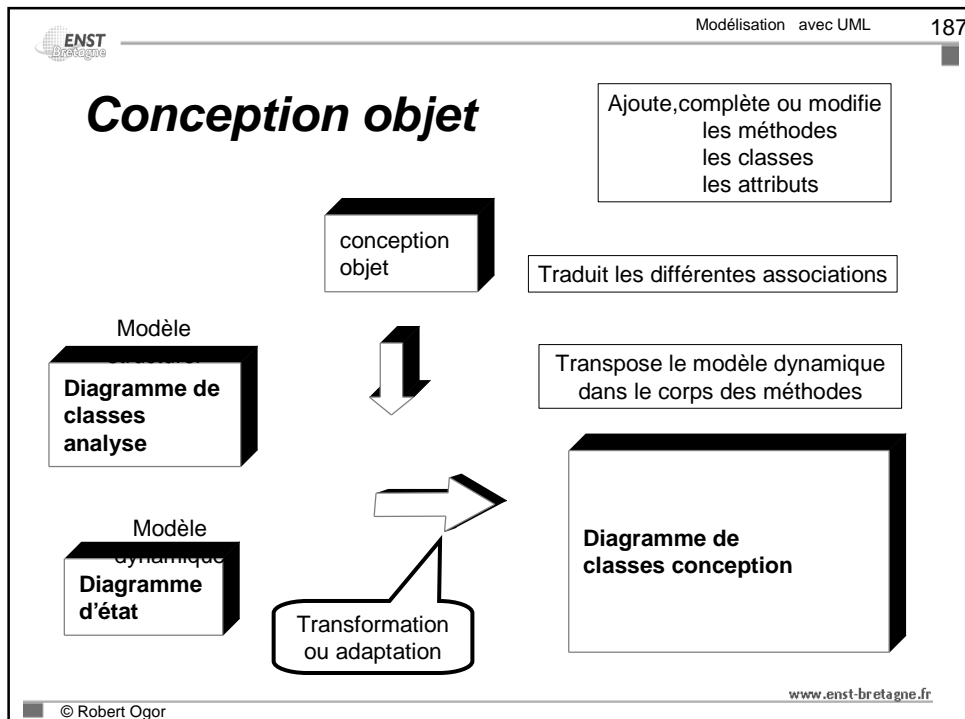 Modélisation avec UML
187
ENST
Bretagne
Conception objet
Ajoute,complète ou modifie
les méthodes
les classes
les attributs
conception
objet
Traduit les différentes associations
Modèle
Diagramme de
classes
analyse
Transpose le modèle dynamique
dans le corps des méthodes
Modèle
dynamique
Diagramme
d'état
Diagramme de
classes conception
Transformation
ou adaptation
www.enst-bretagne.fr
© Robert Ogor